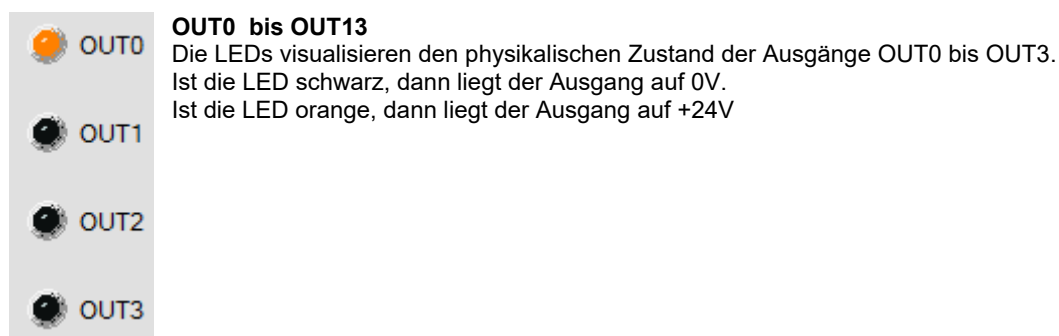 OUT0
OUT1
OUT2
OUT3
OUT0 bis OUT13
Die LEDs visualisieren den physikalischen Zustand der Ausgänge OUT0 bis OUT3.
Ist die LED schwarz, dann liegt der Ausgang auf 0V.
Ist die LED orange, dann liegt der Ausgang auf +24V